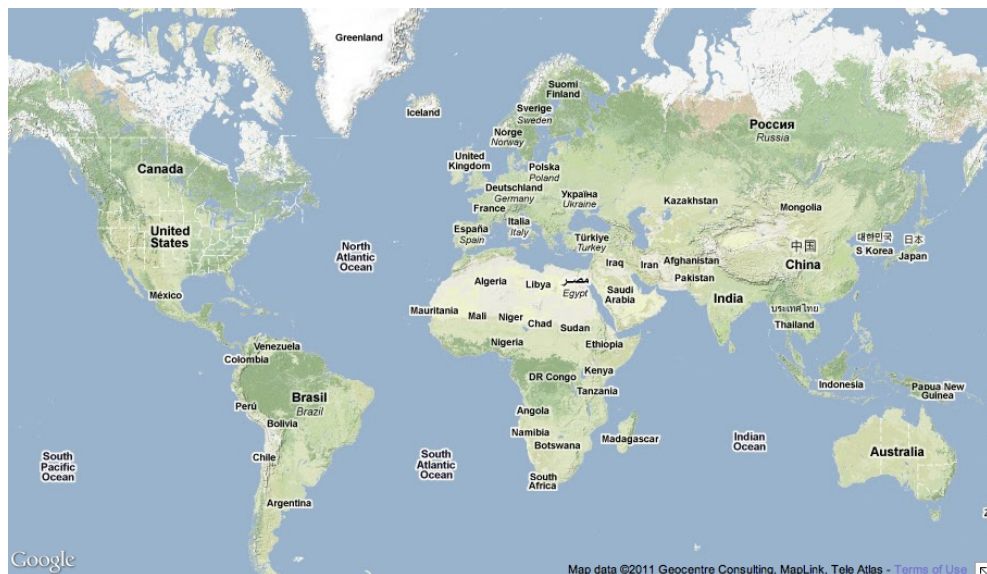 Greenland
Iceland
Suomi
Finland
Sverige
Sweden
Norge
Norway
Россия
Russia
Canada
United
Kingdom
Polska
Poland
Deutschland
Germany
Україна
Ukraine
Kazakhstan
Mongolia
France
Italia
Italy
España
Spain
Türkiye
Turkey
United
States
North
Atlantic
Ocean
中国
China
대한민국
S Korea
日本
Japan
Iraq
Iran
Afghanistan
Pakistan
México
Algeria
Libya
مصر
Egypt
Saudi
Arabia
India
Mauritania
Mali
Niger
Chad
Sudan
ประเทศไทย
Thailand
Venezuela
Colombia
Nigeria
Ethiopia
Kenya
DR Congo
Tanzania
Indonesia
Papua New
Guinea
Perú
Brasil
Brazil
Bolivia
Angola
Namibia
Botswana
Madagascar
Indian
Ocean
South
Pacific
Ocean
Chile
South
Atlantic
Ocean
South
Africa
Australia
Argentina
Google
Map data ©2011 Geocentre Consulting, MapLink, Tele Atlas - Terms of Use